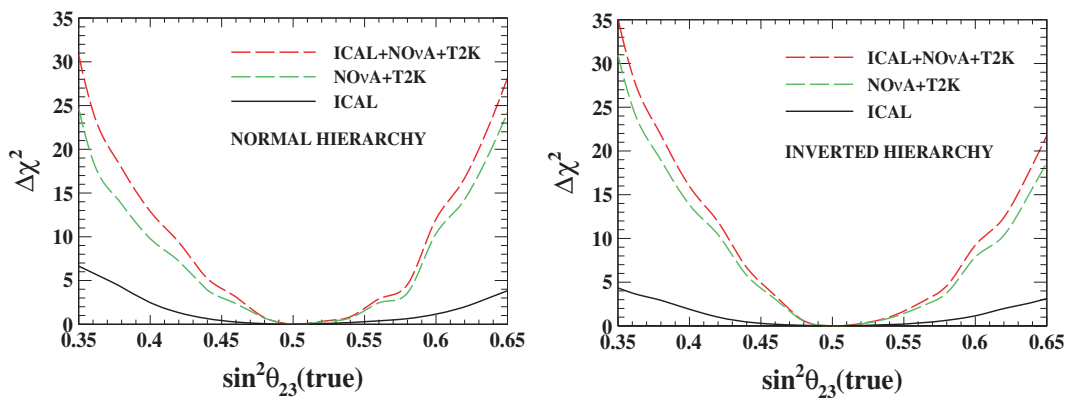 35
30
25
20
15
10
5
0
Δχ²
ICAL+NOνA+T2K
NOνA+T2K
ICAL
NORMAL HIERARCHY
0.35 0.4 0.45 0.5 0.55 0.6 0.65
sin²θ₂₃(true)
35
30
25
20
15
10
5
0
Δχ²
ICAL+NOνA+T2K
NOνA+T2K
ICAL
INVERTED HIERARCHY
0.35 0.4 0.45 0.5 0.55 0.6 0.65
sin²θ₂₃(true)